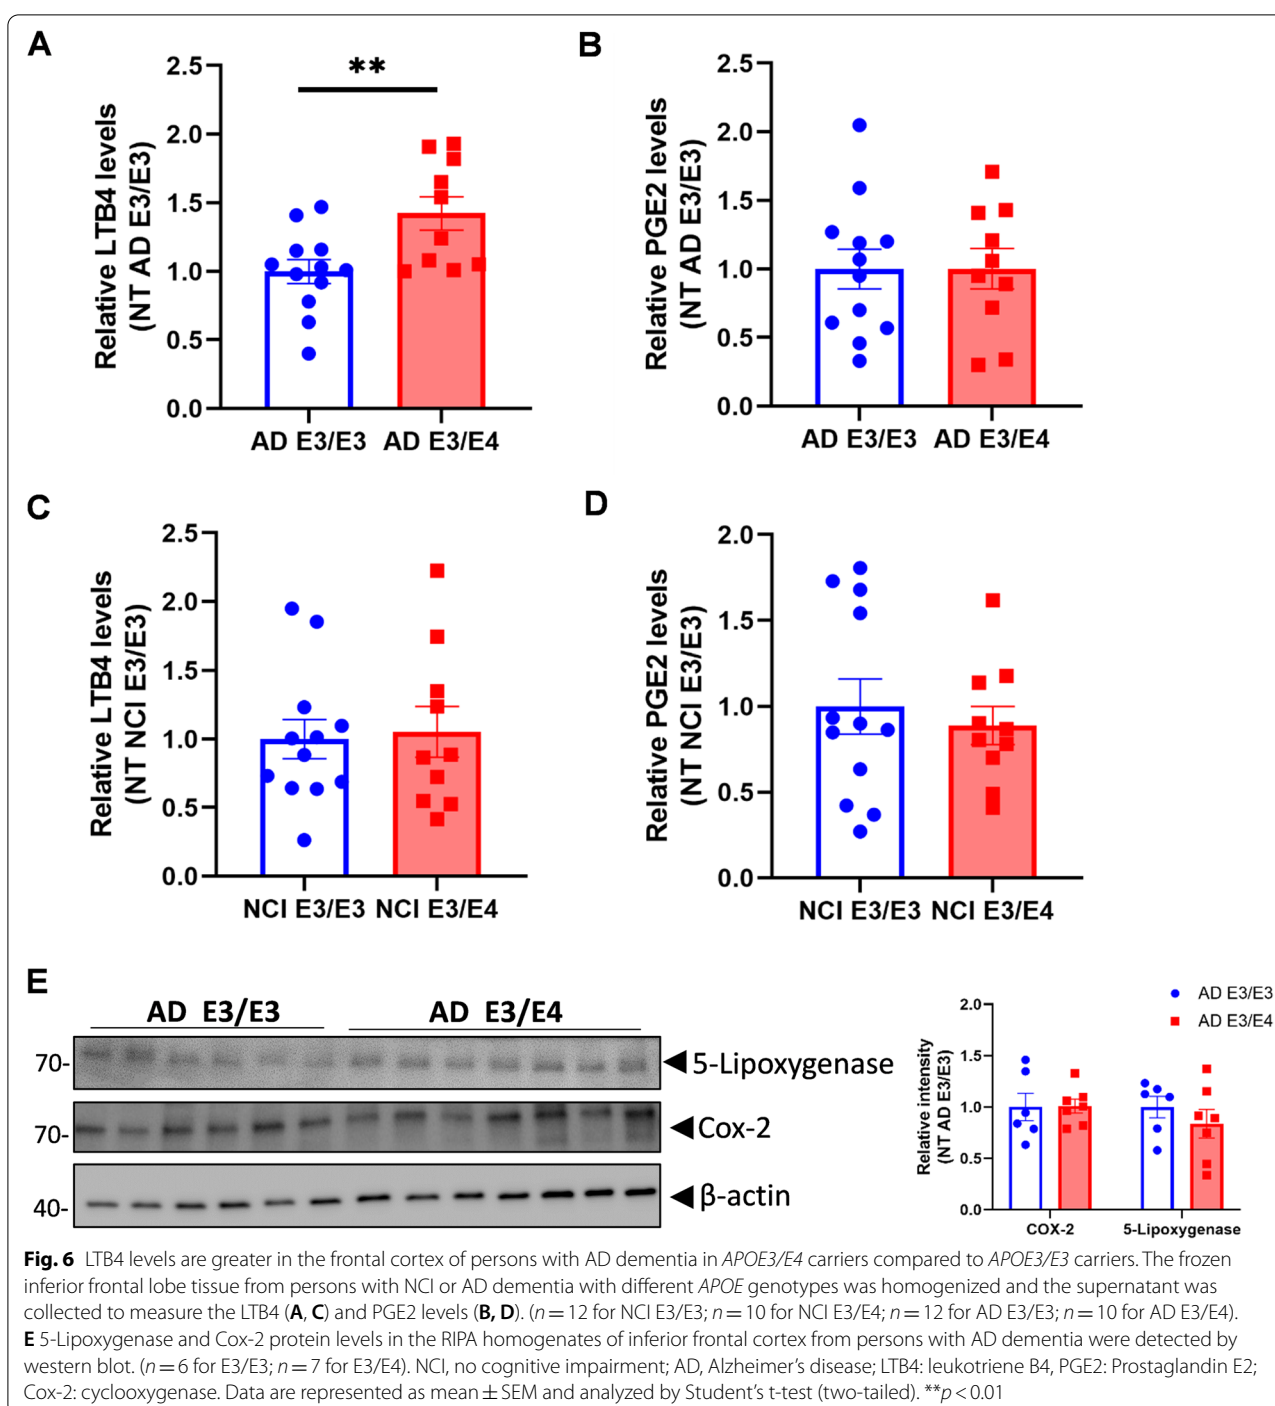 A
**
2.5
2.0
1.5
1.0
0.5
0.0
Relative LTB4 levels
(NT AD E3/E3)
AD E3/E3 AD E3/E4
B
2.5
2.0
1.5
1.0
0.5
0.0
Relative PGE2 levels
(NT AD E3/E3)
AD E3/E3 AD E3/E4
C
2.5
2.0
1.5
1.0
0.5
0.0
Relative LTB4 levels
(NT NCI E3/E3)
NCI E3/E3 NCI E3/E4
D
2.0
1.5
1.0
0.5
0.0
Relative PGE2 levels
(NT NCI E3/E3)
NCI E3/E3 NCI E3/E4
E
AD E3/E3 AD E3/E4
70- 5-Lipoxygenase
70- Cox-2
40- β-actin
AD E3/E3
AD E3/E4
2.0
1.5
1.0
0.5
0.0
Relative intensity
(NT AD E3/E3)
COX-2 5-Lipoxygenase
Fig. 6 LTB4 levels are greater in the frontal cortex of persons with AD dementia in APOE3/E4 carriers compared to APOE3/E3 carriers. The frozen
inferior frontal lobe tissue from persons with NCI or AD dementia with different APOE genotypes was homogenized and the supernatant was
collected to measure the LTB4 (A, C) and PGE2 levels (B, D). (n = 12 for NCI E3/E3; n = 10 for NCI E3/E4; n = 12 for AD E3/E3; n = 10 for AD E3/E4).
E 5-Lipoxygenase and Cox-2 protein levels in the RIPA homogenates of inferior frontal cortex from persons with AD dementia were detected by
western blot. (n = 6 for E3/E3; n = 7 for E3/E4). NCI, no cognitive impairment; AD, Alzheimer's disease; LTB4: leukotriene B4, PGE2: Prostaglandin E2;
Cox-2: cyclooxygenase. Data are represented as mean ± SEM and analyzed by Student's t-test (two-tailed). **p < 0.01